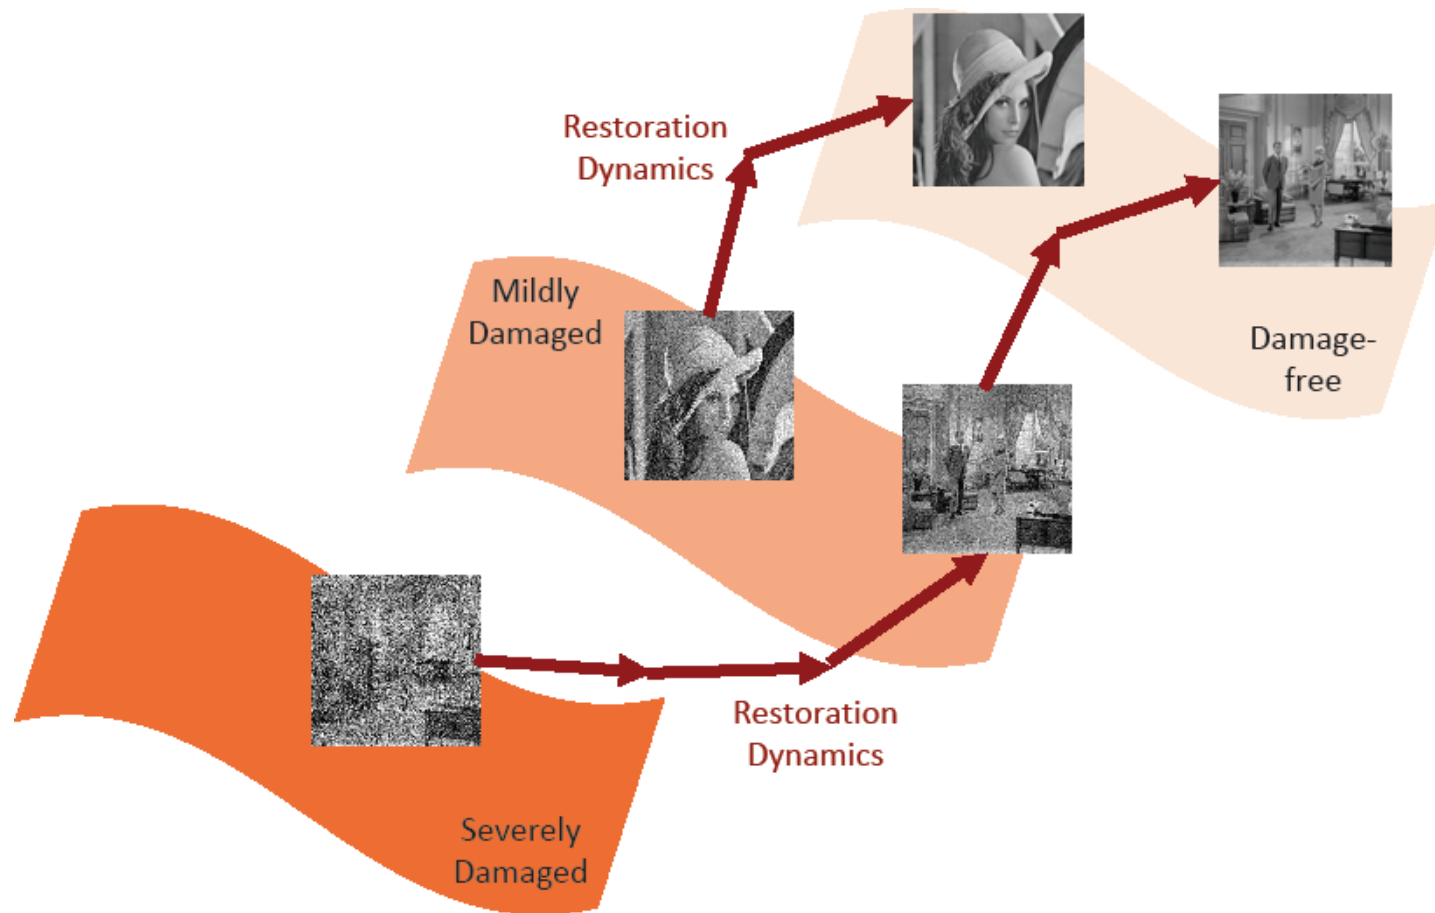 Restoration
Dynamics
Mildly
Damaged
Damage-
free
Restoration
Dynamics
Severely
Damaged